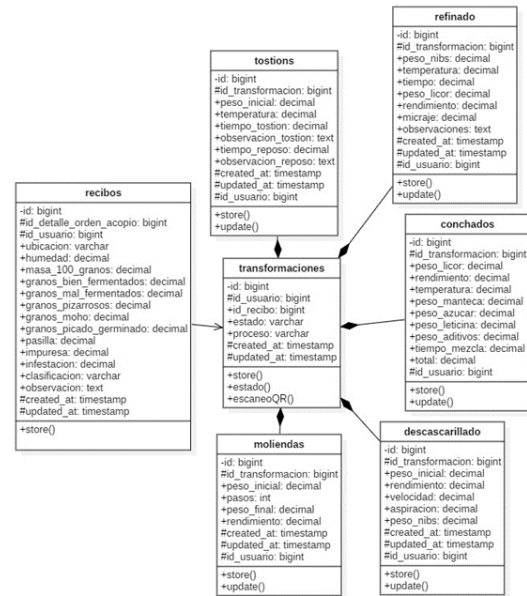 refinado
-id: bigint
#id_transformacion: bigint
+peso_nibs: decimal
+temperatura: decimal
+tiempo: decimal
+peso_licor: decimal
+rendimiento: decimal
+micraje: decimal
+observaciones: text
#created_at: timestamp
#updated_at: timestamp
#id_usuario: bigint
+store()
+update()
tostions
-id: bigint
#id_transformacion: bigint
+peso_inicial: decimal
+temperatura: decimal
+tiempo_tostion: decimal
+observacion_tostion: text
+tiempo_reposo: decimal
+observacion_reposo: text
#created_at: timestamp
#updated_at: timestamp
#id_usuario: bigint
+store()
+update()
recibos
-id: bigint
#id_detalle_orden_acopio: bigint
#id_usuario: bigint
+ubicacion: varchar
+humedad: decimal
+masa_100_granos: decimal
+granos_bien_fermentados: decimal
+granos_mal_fermentados: decimal
+granos_pizarrosos: decimal
+granos_moho: decimal
+granos_picado_germinado: decimal
+pasilla: decimal
+impuresa: decimal
+infestacion: decimal
+clasificacion: varchar
+observacion: text
#created_at: timestamp
#updated_at: timestamp
+store()
transformaciones
-id: bigint
#id_usuario: bigint
+id_recibo: bigint
+estado: varchar
+proceso: varchar
#created_at: timestamp
#updated_at: timestamp
+store()
+estado()
+escaneoQR()
conchados
-id: bigint
#id_transformacion: bigint
+peso_licor: decimal
+rendimiento: decimal
+temperatura: decimal
+peso_manteca: decimal
+peso_azucar: decimal
+peso_leticina: decimal
+peso_aditivos: decimal
+tiempo_mezcla: decimal
+total: decimal
#id_usuario: bigint
+store()
+update()
moliendas
-id: bigint
#id_transformacion: bigint
+peso_inicial: decimal
+pasos: int
+peso_final: decimal
+rendimiento: decimal
#created_at: timestamp
#updated_at: timestamp
#id_usuario: bigint
+store()
+update()
descascarillado
-id: bigint
#id_transformacion: bigint
+peso_inicial: decimal
+rendimiento: decimal
+velocidad: decimal
+aspiracion: decimal
+peso_nibs: decimal
#created_at: timestamp
#updated_at: timestamp
#id_usuario: bigint
+store()
+update()